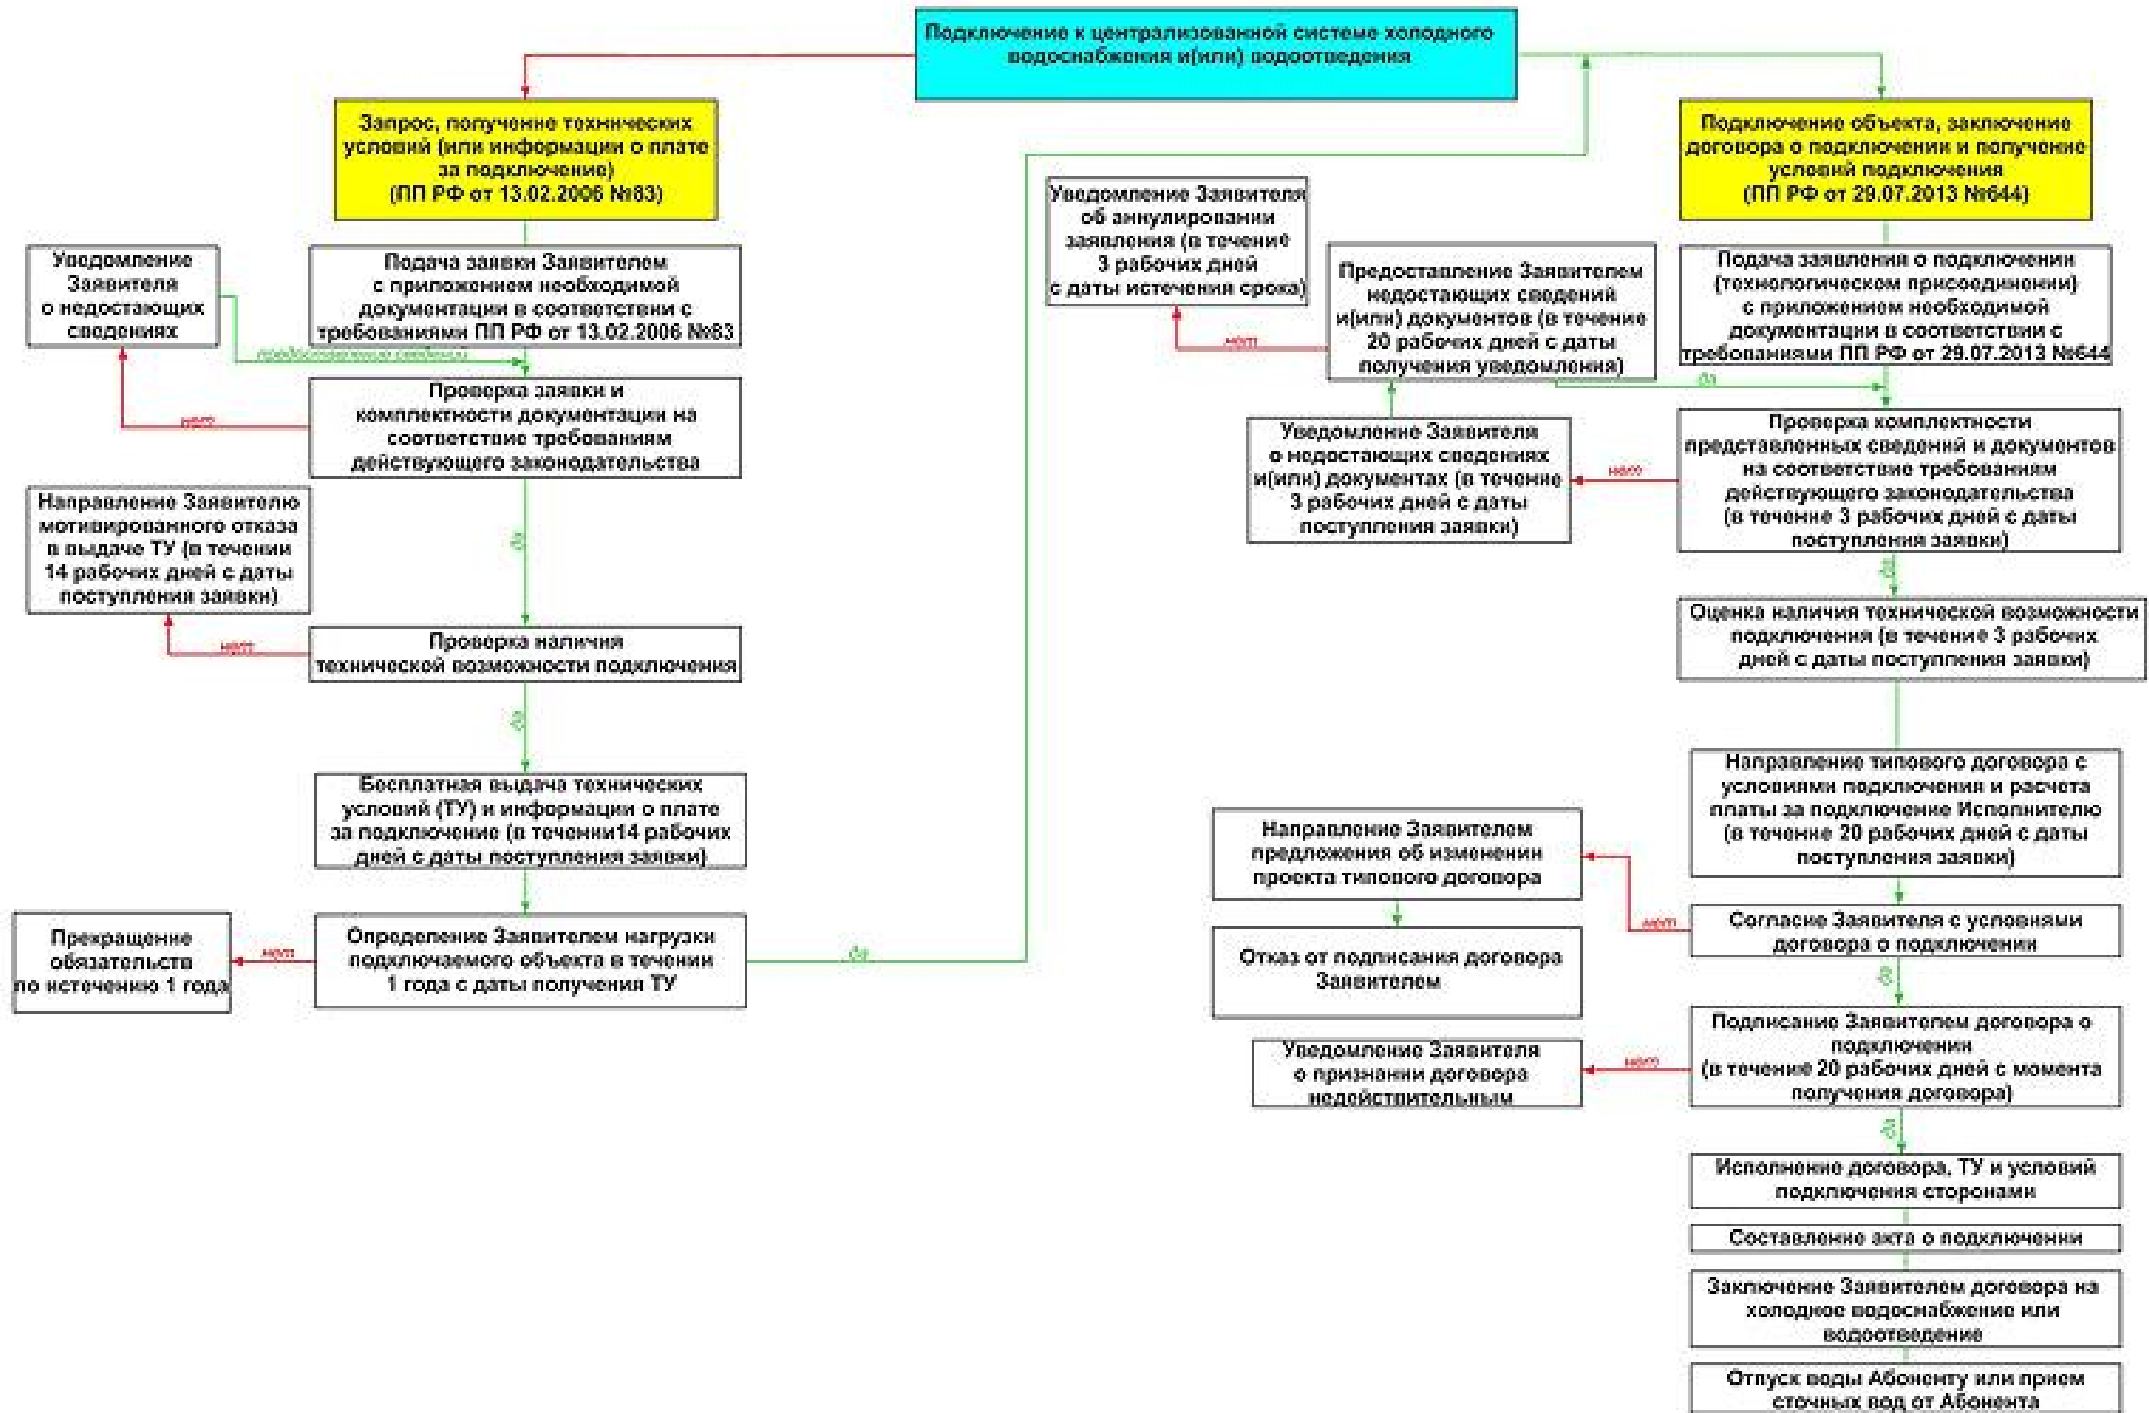 Подключение к централизованной системе холодного
водоснабжения и(или) водоотведения
Запрос, получение технических
условий (или информации о плате
за подключение)
(ПП РФ от 13.02.2006 №83)
Уведомление
Заявителя
о недостающих
сведениях
Подача заявки Заявителем
с приложением необходимой
документации в соответствии с
требованиями ПП РФ от 13.02.2006 №83
предоставление сведений
Проверка заявки и
комплектности документации на
соответствие требованиям
действующего законодательства
нет
Направление Заявителю
мотивированного отказа
в выдаче ТУ (в течении
14 рабочих дней с даты
поступления заявки)
да
Проверка наличия
технической возможности подключения
нет
да
Бесплатная выдача технических
условий (ТУ) и информации о плате
за подключение (в течении14 рабочих
дней с даты поступления заявки)
Определение Заявителем нагрузки
подключаемого объекта в течении
1 года с даты получения ТУ
нет
Прекращение
обязательств
по истечению 1 года
да
Подключение объекта, заключение
договора о подключении и получение
условий подключения
(ПП РФ от 29.07.2013 №644)
Уведомление Заявителя
об аннулировании
заявления (в течение
3 рабочих дней
с даты истечения срока)
Предоставление Заявителем
недостающих сведений
и(или) документов (в течение
20 рабочих дней с даты
получения уведомления)
нет
Подача заявления о подключении
(технологическом присоединении)
с приложением необходимой
документации в соответствии с
требованиями ПП РФ от 29.07.2013 №644
да
Уведомление Заявителя
о недостающих сведениях
и(или) документах (в течение
3 рабочих дней с даты
поступления заявки)
нет
Проверка комплектности
представленных сведений и документов
на соответствие требованиям
действующего законодательства
(в течение 3 рабочих дней с даты
поступления заявки)
да
Оценка наличия технической возможности
подключения (в течение 3 рабочих
дней с даты поступления заявки)
Направление типового договора с
условиями подключения и расчета
платы за подключение Исполнителю
(в течение 20 рабочих дней с даты
поступления заявки)
Направление Заявителем
предложения об изменении
проекта типового договора
нет
Согласие Заявителя с условиями
договора о подключении
Отказ от подписания договора
Заявителем
да
Подписание Заявителем договора о
подключении
(в течение 20 рабочих дней с момента
получения договора)
нет
Уведомление Заявителя
о признании договора
недействительным
да
Исполнение договора, ТУ и условий
подключения сторонами
Составление акта о подключении
Заключение Заявителем договора на
холодное водоснабжение или
водоотведение
Отпуск воды Абоненту или прием
сточных вод от Абонента